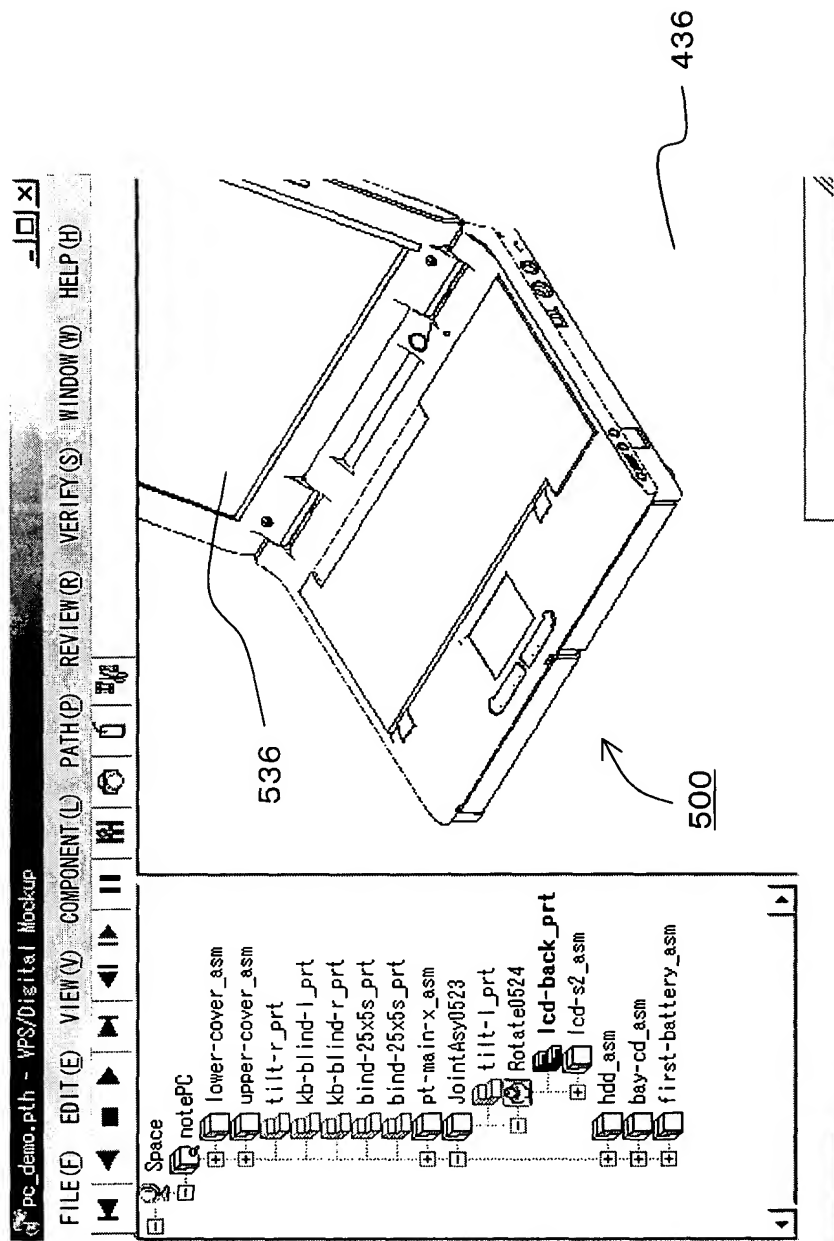 pc_demo.pth - VPS/Digital Mockup
FILE(F) EDIT(E) VIEW(V) COMPONENT(L) PATH(P) REVIEW(R) VERIFY(S) WINDOW(W) HELP(H)
Space
notePC
lower-cover_asm
upper-cover_asm
tilt-r_prt
kb-blind-l_prt
kb-blind-r_prt
bind-25x5s_prt
bind-25x5s_prt
pt-main-x_asm
JointAsy0523
tilt-l_prt
Rotate0524
lcd-back_prt
lcd-s2_asm
hdd_asm
bay-cd_asm
first-battery_asm
536
500
436